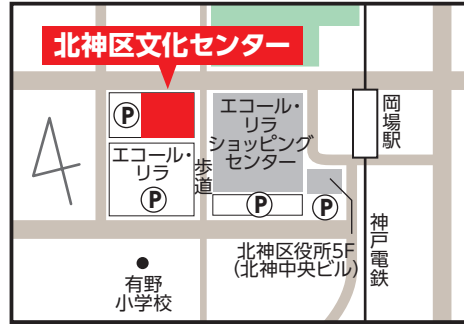 北神区文化センター
P
エコール・
リラ
ショッピング
センター
岡場駅
エコール・
リラ
P
歩道
P
P
北神区役所5F
(北神中央ビル)
神戸電鉄
有野
小学校